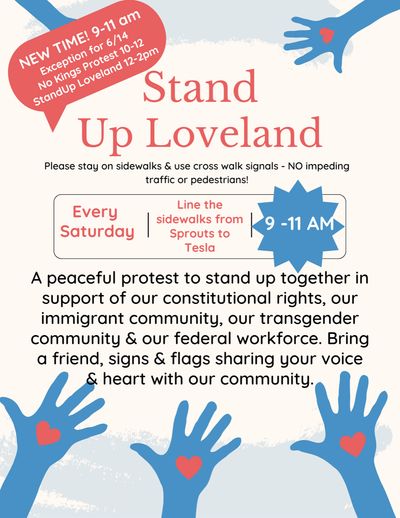 NEW TIME! 9-11 am
Exception for 6/14
No Kings Protest 10-12
StandUp Loveland 12-2pm
Stand
Up Loveland
Please stay on sidewalks & use cross walk signals - NO impeding
traffic or pedestrians!
Every
Saturday
Line the
sidewalks from
Sprouts to
Tesla
9 -11 AM
A peaceful protest to stand up together in
support of our constitutional rights, our
immigrant community, our transgender
community & our federal workforce. Bring
a friend, signs & flags sharing your voice
& heart with our community.